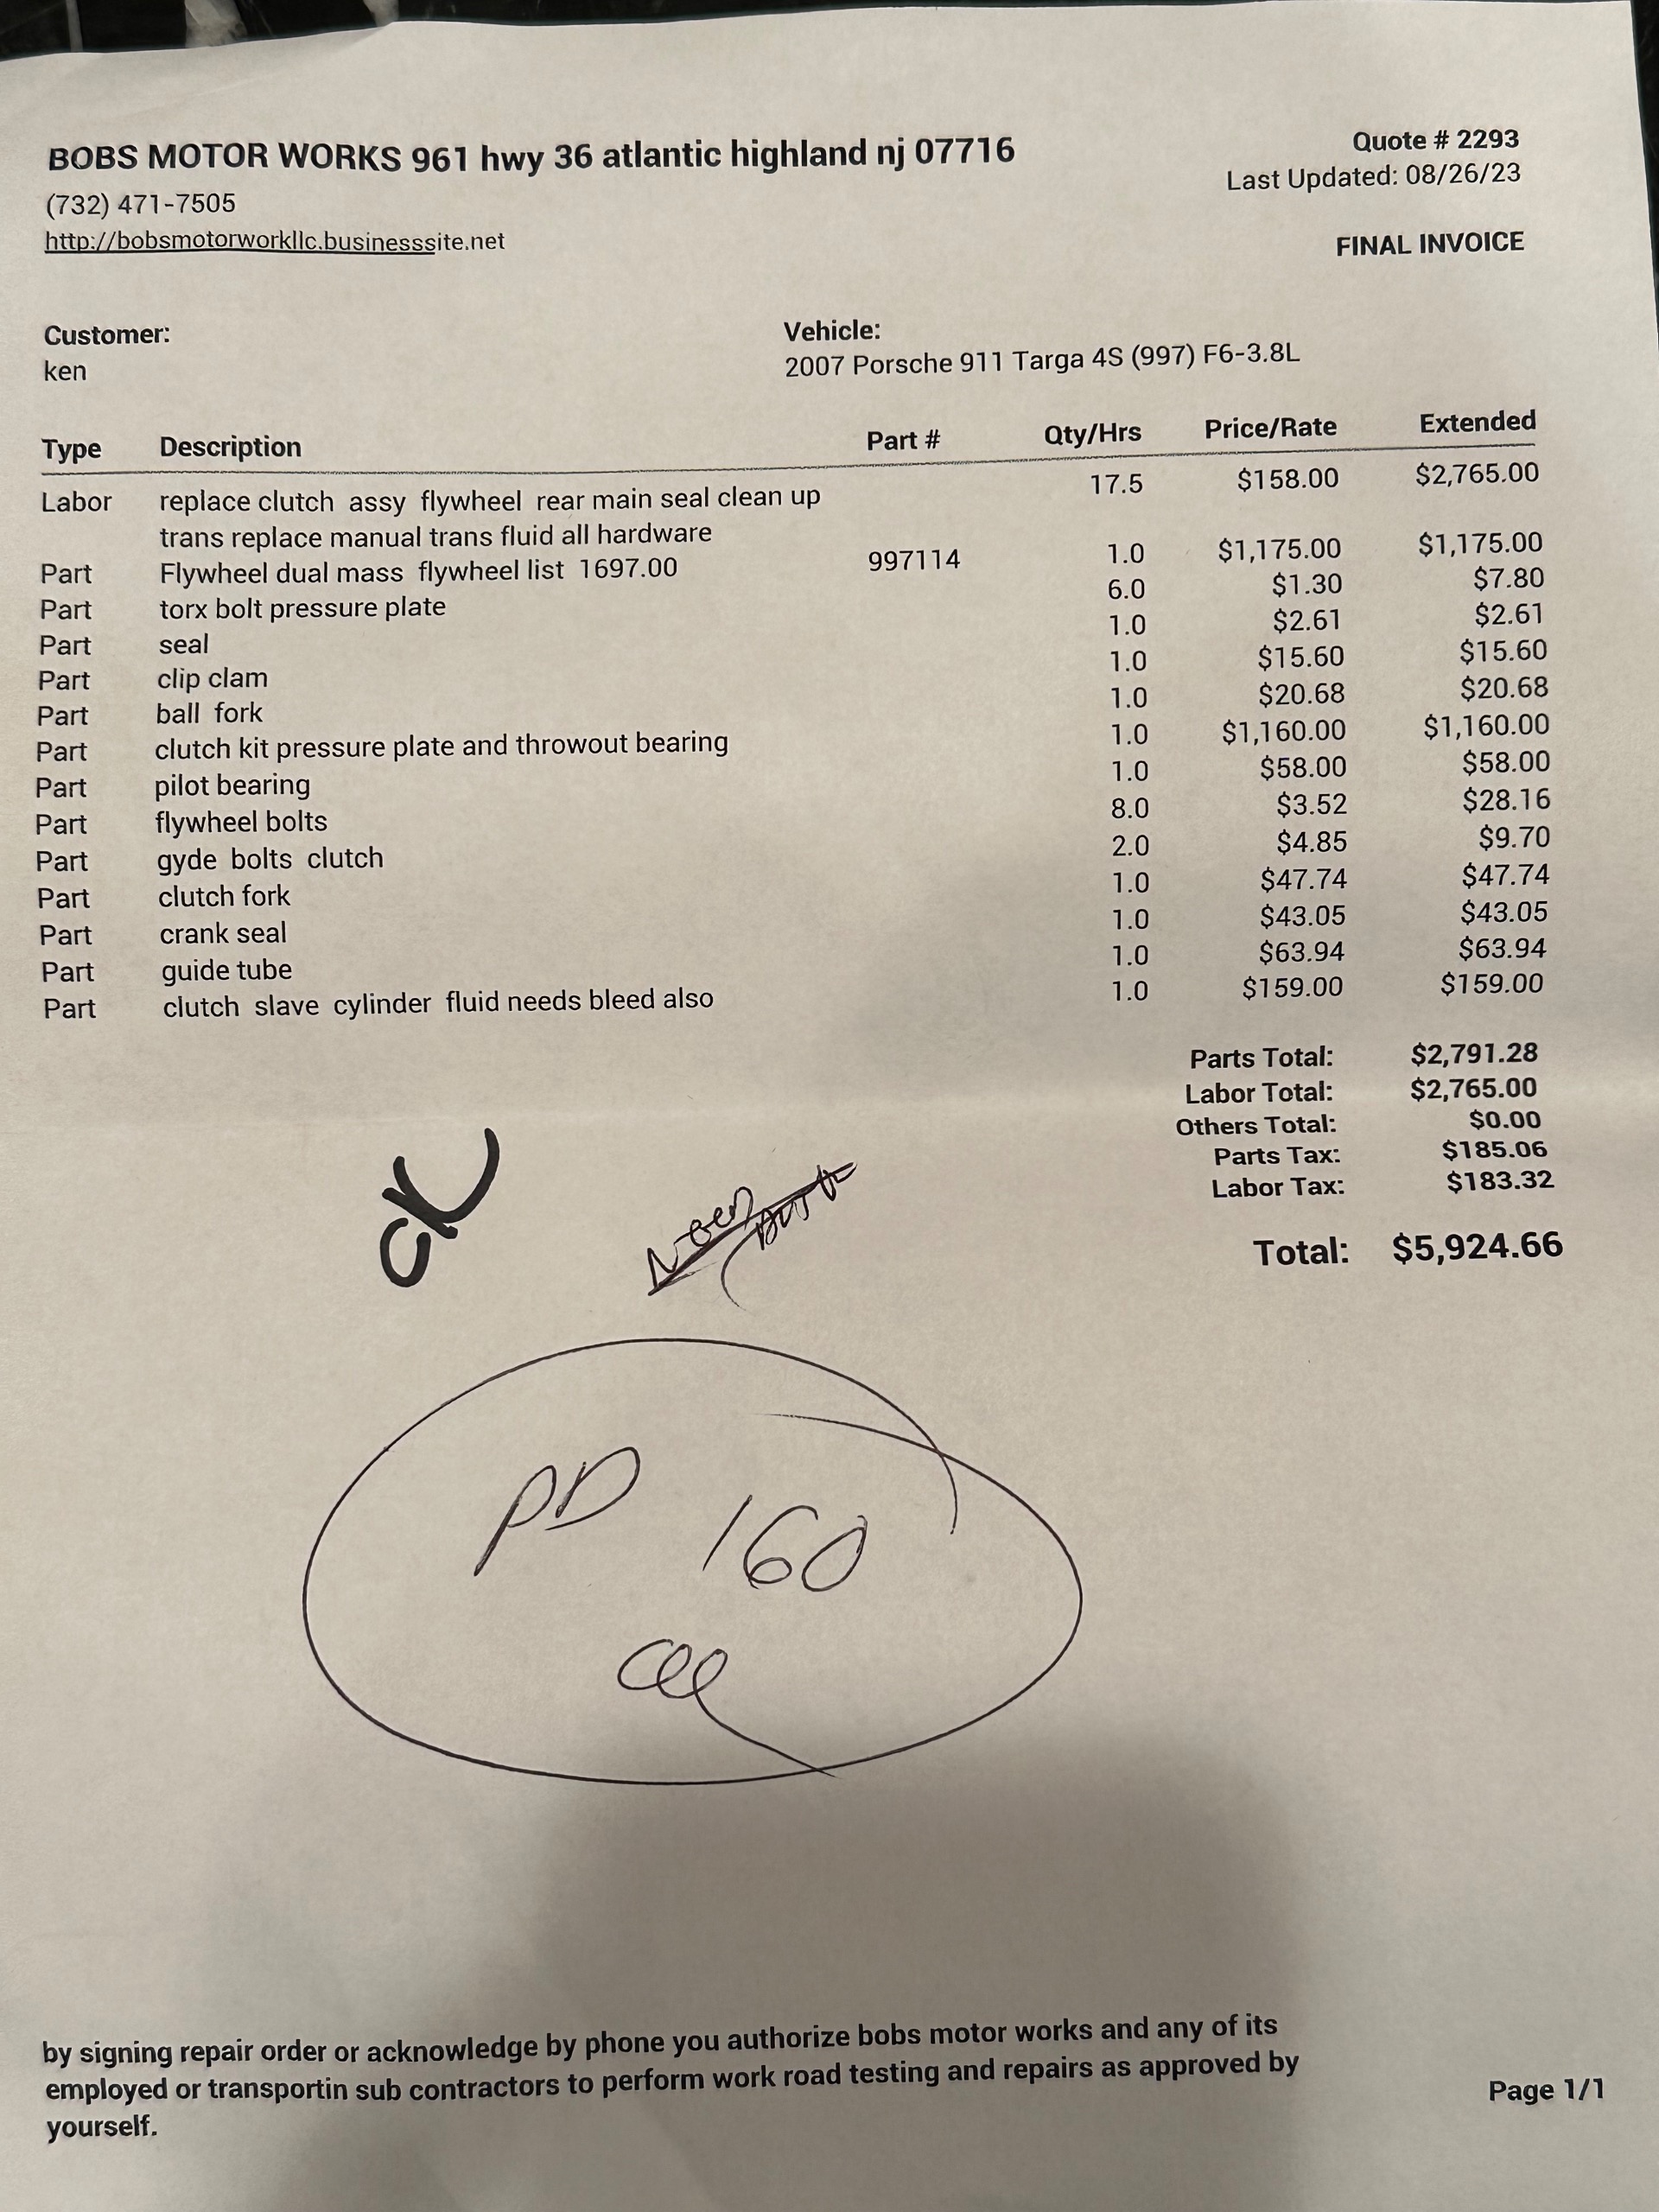 BOBS MOTOR WORKS 961 hwy 36 atlantic highland nj 07716
(732) 471-7505
http://bobsmotorworkllc.businesssite.net
Quote # 2293
Last Updated: 08/26/23
FINAL INVOICE
Customer:
ken
Vehicle:
2007 Porsche 911 Targa 4S (997) F6-3.8L
Type Description Part # Qty/Hrs Price/Rate Extended
Labor replace clutch assy flywheel rear main seal clean up 17.5 $158.00 $2,765.00
trans replace manual trans fluid all hardware
Part Flywheel dual mass flywheel list 1697.00 997114 1.0 $1,175.00 $1,175.00
Part torx bolt pressure plate 6.0 $1.30 $7.80
Part seal 1.0 $2.61 $2.61
Part clip clam 1.0 $15.60 $15.60
Part ball fork 1.0 $20.68 $20.68
Part clutch kit pressure plate and throwout bearing 1.0 $1,160.00 $1,160.00
Part pilot bearing 1.0 $58.00 $58.00
Part flywheel bolts 8.0 $3.52 $28.16
Part gyde bolts clutch 2.0 $4.85 $9.70
Part clutch fork 1.0 $47.74 $47.74
Part crank seal 1.0 $43.05 $43.05
Part guide tube 1.0 $63.94 $63.94
Part clutch slave cylinder fluid needs bleed also 1.0 $159.00 $159.00
Parts Total: $2,791.28
Labor Total: $2,765.00
Others Total: $0.00
Parts Tax: $185.06
Labor Tax: $183.32
Total: $5,924.66
CK
PD 160
by signing repair order or acknowledge by phone you authorize bobs motor works and any of its
employed or transportin sub contractors to perform work road testing and repairs as approved by
yourself.
Page 1/1